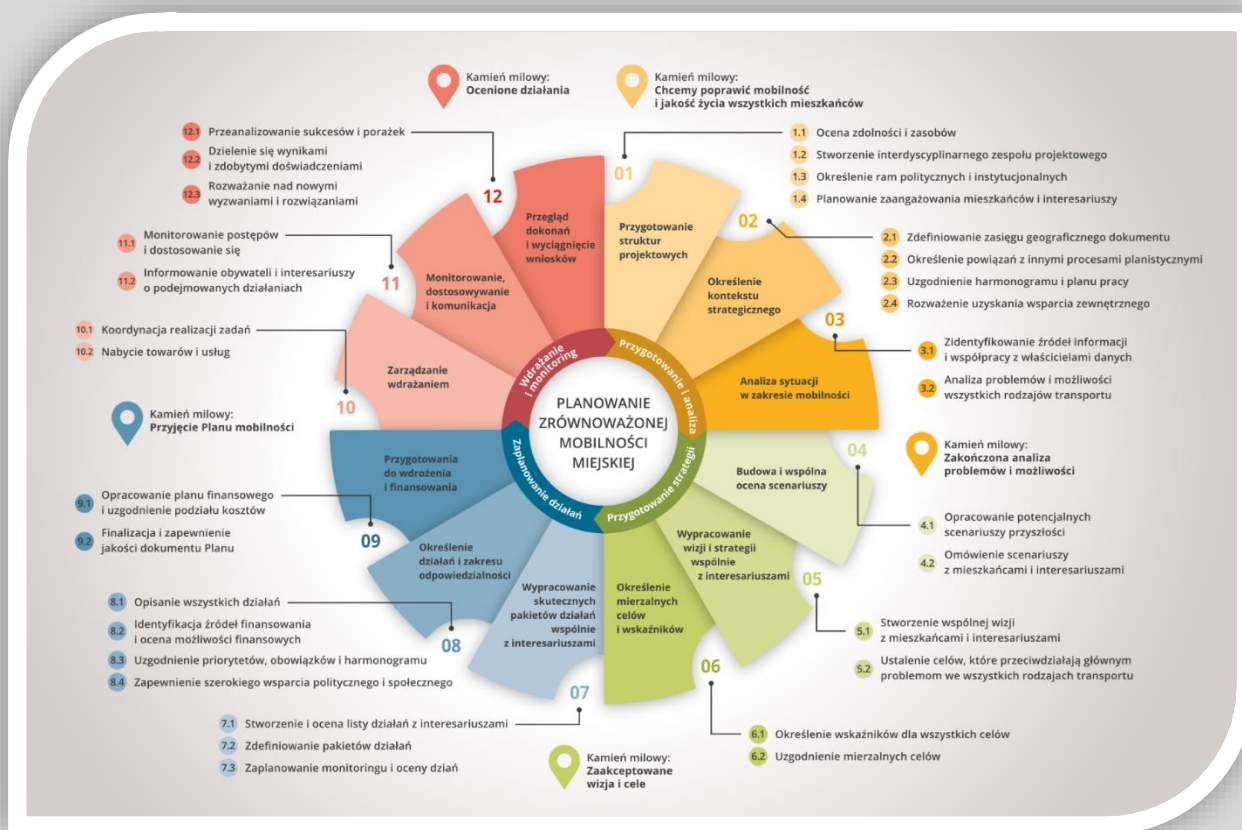 Kamień milowy:
Ocenione działania
Kamień milowy:
Chcemy poprawić mobilność
i jakość życia wszystkich mieszkańców
12.1 Przeanalizowanie sukcesów i porażek
12.2 Dzielenie się wynikami
i zdobytymi doświadczeniami
12.3 Rozważanie nad nowymi
wyzwaniami i rozwiązaniami
1.1 Ocena zdolności i zasobów
1.2 Stworzenie interdyscyplinarnego zespołu projektowego
1.3 Określenie ram politycznych i instytucjonalnych
1.4 Planowanie zaangażowania mieszkańców i interesariuszy
11.1 Monitorowanie postępów
i dostosowanie się
11.2 Informowanie obywateli i interesariuszy
o podejmowanych działaniach
2.1 Zdefiniowanie zasięgu geograficznego dokumentu
2.2 Określenie powiązań z innymi procesami planistycznymi
2.3 Uzgodnienie harmonogramu i planu pracy
2.4 Rozważenie uzyskania wsparcia zewnętrznego
10.1 Koordynacja realizacji zadań
10.2 Nabycie towarów i usług
3.1 Zidentyfikowanie źródeł informacji
i współpracy z właścicielami danych
3.2 Analiza problemów i możliwości
wszystkich rodzajów transportu
Kamień milowy:
Przyjęcie Planu mobilności
Kamień milowy:
Zakończona analiza
problemów i możliwości
9.1 Opracowanie planu finansowego
i uzgodnienie podziału kosztów
9.2 Finalizacja i zapewnienie
jakości dokumentu Planu
4.1 Opracowanie potencjalnych
scenariuszy przyszłości
4.2 Omówienie scenariuszy
z mieszkańcami i interesariuszami
8.1 Opisanie wszystkich działań
8.2 Identyfikacja źródeł finansowania
i ocena możliwości finansowych
8.3 Uzgodnienie priorytetów, obowiązków i harmonogramu
8.4 Zapewnienie szerokiego wsparcia politycznego i społecznego
5.1 Stworzenie wspólnej wizji
z mieszkańcami i interesariuszami
5.2 Ustalenie celów, które przeciwdziałają głównym
problemom we wszystkich rodzajach transportu
7.1 Stworzenie i ocena listy działań z interesariuszami
7.2 Zdefiniowanie pakietów działań
7.3 Zaplanowanie monitoringu i oceny dziań
6.1 Określenie wskaźników dla wszystkich celów
6.2 Uzgodnienie mierzalnych celów
Kamień milowy:
Zaakceptowane
wizja i cele
01
Przygotowanie
struktur
projektowych
02
Określenie
kontekstu
strategicznego
03
Analiza sytuacji
w zakresie mobilności
04
Budowa i wspólna
ocena scenariuszy
05
Wypracowanie
wizji i strategii
wspólnie
z interesariuszami
06
Określenie
mierzalnych
celów
i wskaźników
07
Wypracowanie
skutecznych
pakietów działań
wspólnie
z interesariuszami
08
Określenie
działań i zakresu
odpowiedzialności
09
Przygotowania
do wdrożenia
i finansowania
10
Zarządzanie
wdrażaniem
11
Monitorowanie,
dostosowywanie
i komunikacja
12
Przegląd
dokonań
i wyciągnięcie
wniosków
Przygotowanie i analiza
Przygotowanie strategii
Zaplanowanie działań
Wdrażanie
i monitoring
PLANOWANIE
ZRÓWNOWAŻONEJ
MOBILNOŚCI
MIEJSKIEJ